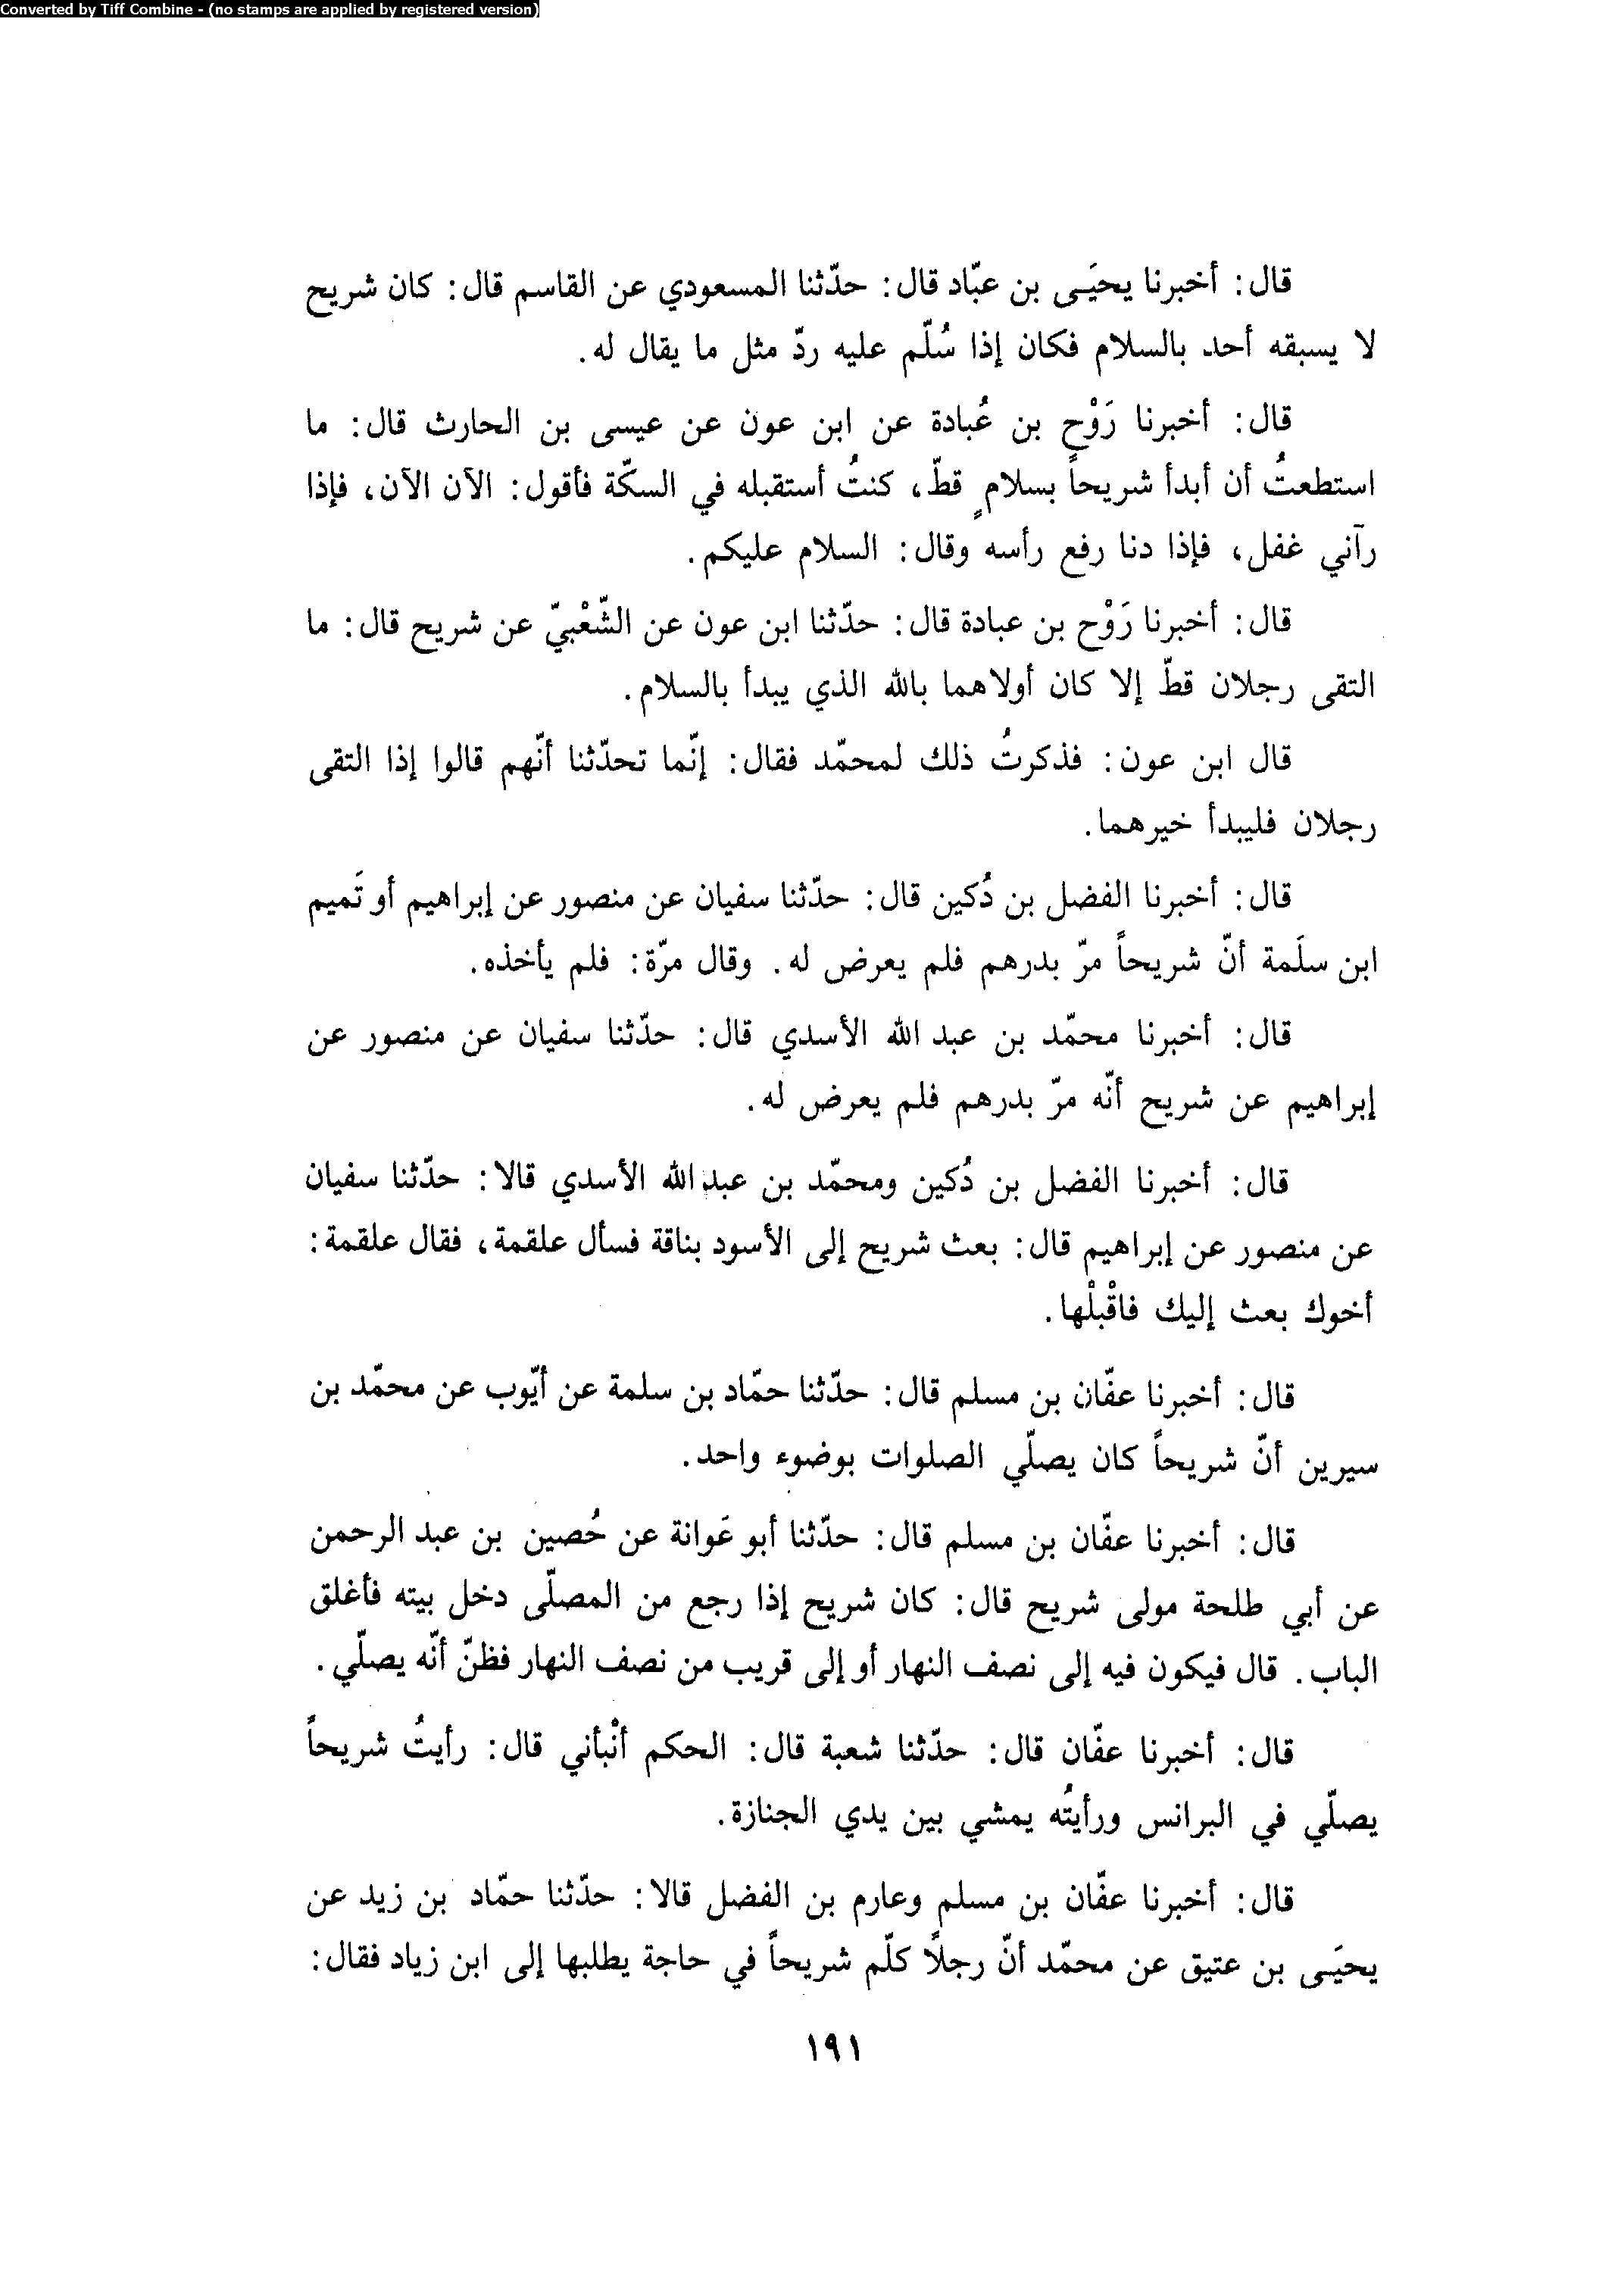 Converted by Tiff Combine - (no stamps are applied by registered version)
قال: أخبرنا يحيَـى بن عبّاد قال: حدّثنا المسعودي عن القاسم قال: كان شريح
لا يسبقه أحد بالسلام فكان إذا سُلّم عليه ردّ مثل ما يقال له.
قال: أخبرنا رَوْح بن عُبادة عن ابن عون عن عيسى بن الحارث قال: ما
استطعتُ أن أبدأ شريحاً بسلامٍ قطّ، كنتُ أستقبله في السكّة فأقول: الآن الآن، فإذا
رآني غفل، فإذا دنا رفع رأسه وقال: السلام عليكم.
قال: أخبرنا رَوْح بن عبادة قال: حدّثنا ابن عون عن الشّعْبيّ عن شريح قال: ما
التقى رجلان قطّ إلا كان أولاهما بالله الذي يبدأ بالسلام.
قال ابن عون: فذكرتُ ذلك لمحمّد فقال: إنّما تحدّثنا أنّهم قالوا إذا التقى
رجلان فليبدأ خيرهما.
قال: أخبرنا الفضل بن دُكين قال: حدّثنا سفيان عن منصور عن إبراهيم أو تَميم
ابن سلَمة أنّ شريحاً مرّ بدرهم فلم يعرض له. وقال مرّة: فلم يأخذه.
قال: أخبرنا محمّد بن عبد الله الأسدي قال: حدّثنا سفيان عن منصور عن
إبراهيم عن شريح أنّه مرّ بدرهم فلم يعرض له.
قال: أخبرنا الفضل بن دُكين ومحمّد بن عبد الله الأسدي قالا: حدّثنا سفيان
عن منصور عن إبراهيم قال: بعث شريح إلى الأسود بناقة فسأل علقمة، فقال علقمة:
أخوك بعث إليك فاقْبلْها.
قال: أخبرنا عفّان بن مسلم قال: حدّثنا حمّاد بن سلمة عن أيّوب عن محمّد بن
سيرين أنّ شريحاً كان يصلّي الصلوات بوضوء واحد.
قال: أخبرنا عفّان بن مسلم قال: حدّثنا أبو عَوانة عن حُصين بن عبد الرحمن
عن أبي طلحة مولى شريح قال: كان شريح إذا رجع من المصلّى دخل بيته فأغلق
الباب. قال فيكون فيه إلى نصف النهار أو إلى قريب من نصف النهار فظنّ أنّه يصلّي.
قال: أخبرنا عفّان قال: حدّثنا شعبة قال: الحكم أنْبأني قال: رأيتُ شريحاً
يصلّي في البرانس ورأيتُه يمشي بين يدي الجنازة.
قال: أخبرنا عفّان بن مسلم وعارم بن الفضل قالا: حدّثنا حمّاد بن زيد عن
يحيَـى بن عتيق عن محمّد أنّ رجلًا كلّم شريحاً في حاجة يطلبها إلى ابن زياد فقال:
١٩١